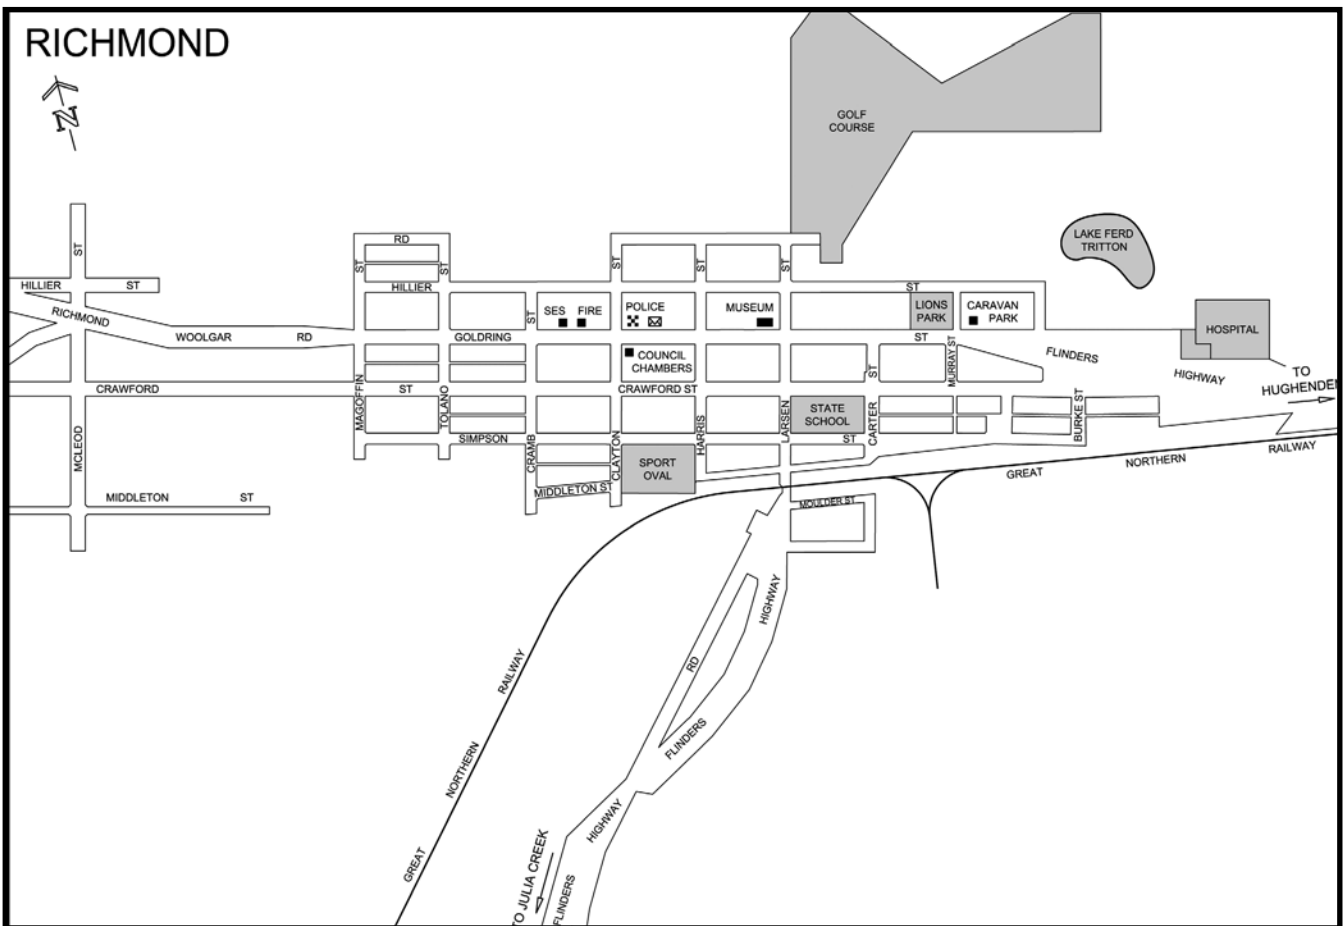 RICHMOND
N
GOLF
COURSE
LAKE FERD
TRITTON
ST
RD
ST
ST
ST
ST
ST
HILLIER
ST
HILLIER
ST
RICHMOND
WOOLGAR
RD
ST
SES
FIRE
POLICE
MUSEUM
LIONS
PARK
CARAVAN
PARK
HOSPITAL
GOLDRING
ST
MURRAY ST
FLINDERS
HIGHWAY
TO
HUGHENDEN
COUNCIL
CHAMBERS
CRAWFORD
ST
CRAWFORD ST
ST
MAGOFFIN
TOLANO
STATE
SCHOOL
BURKE ST
MCLEOD
SIMPSON
CRAMB
CLAYTON
HARRIS
LARSEN
ST
CARTER
SPORT
OVAL
GREAT
NORTHERN
RAILWAY
MIDDLETON
ST
MIDDLETON ST
MOULDER ST
HIGHWAY
RD
FLINDERS
RAILWAY
NORTHERN
GREAT
HIGHWAY
TO JULIA CREEK
FLINDERS